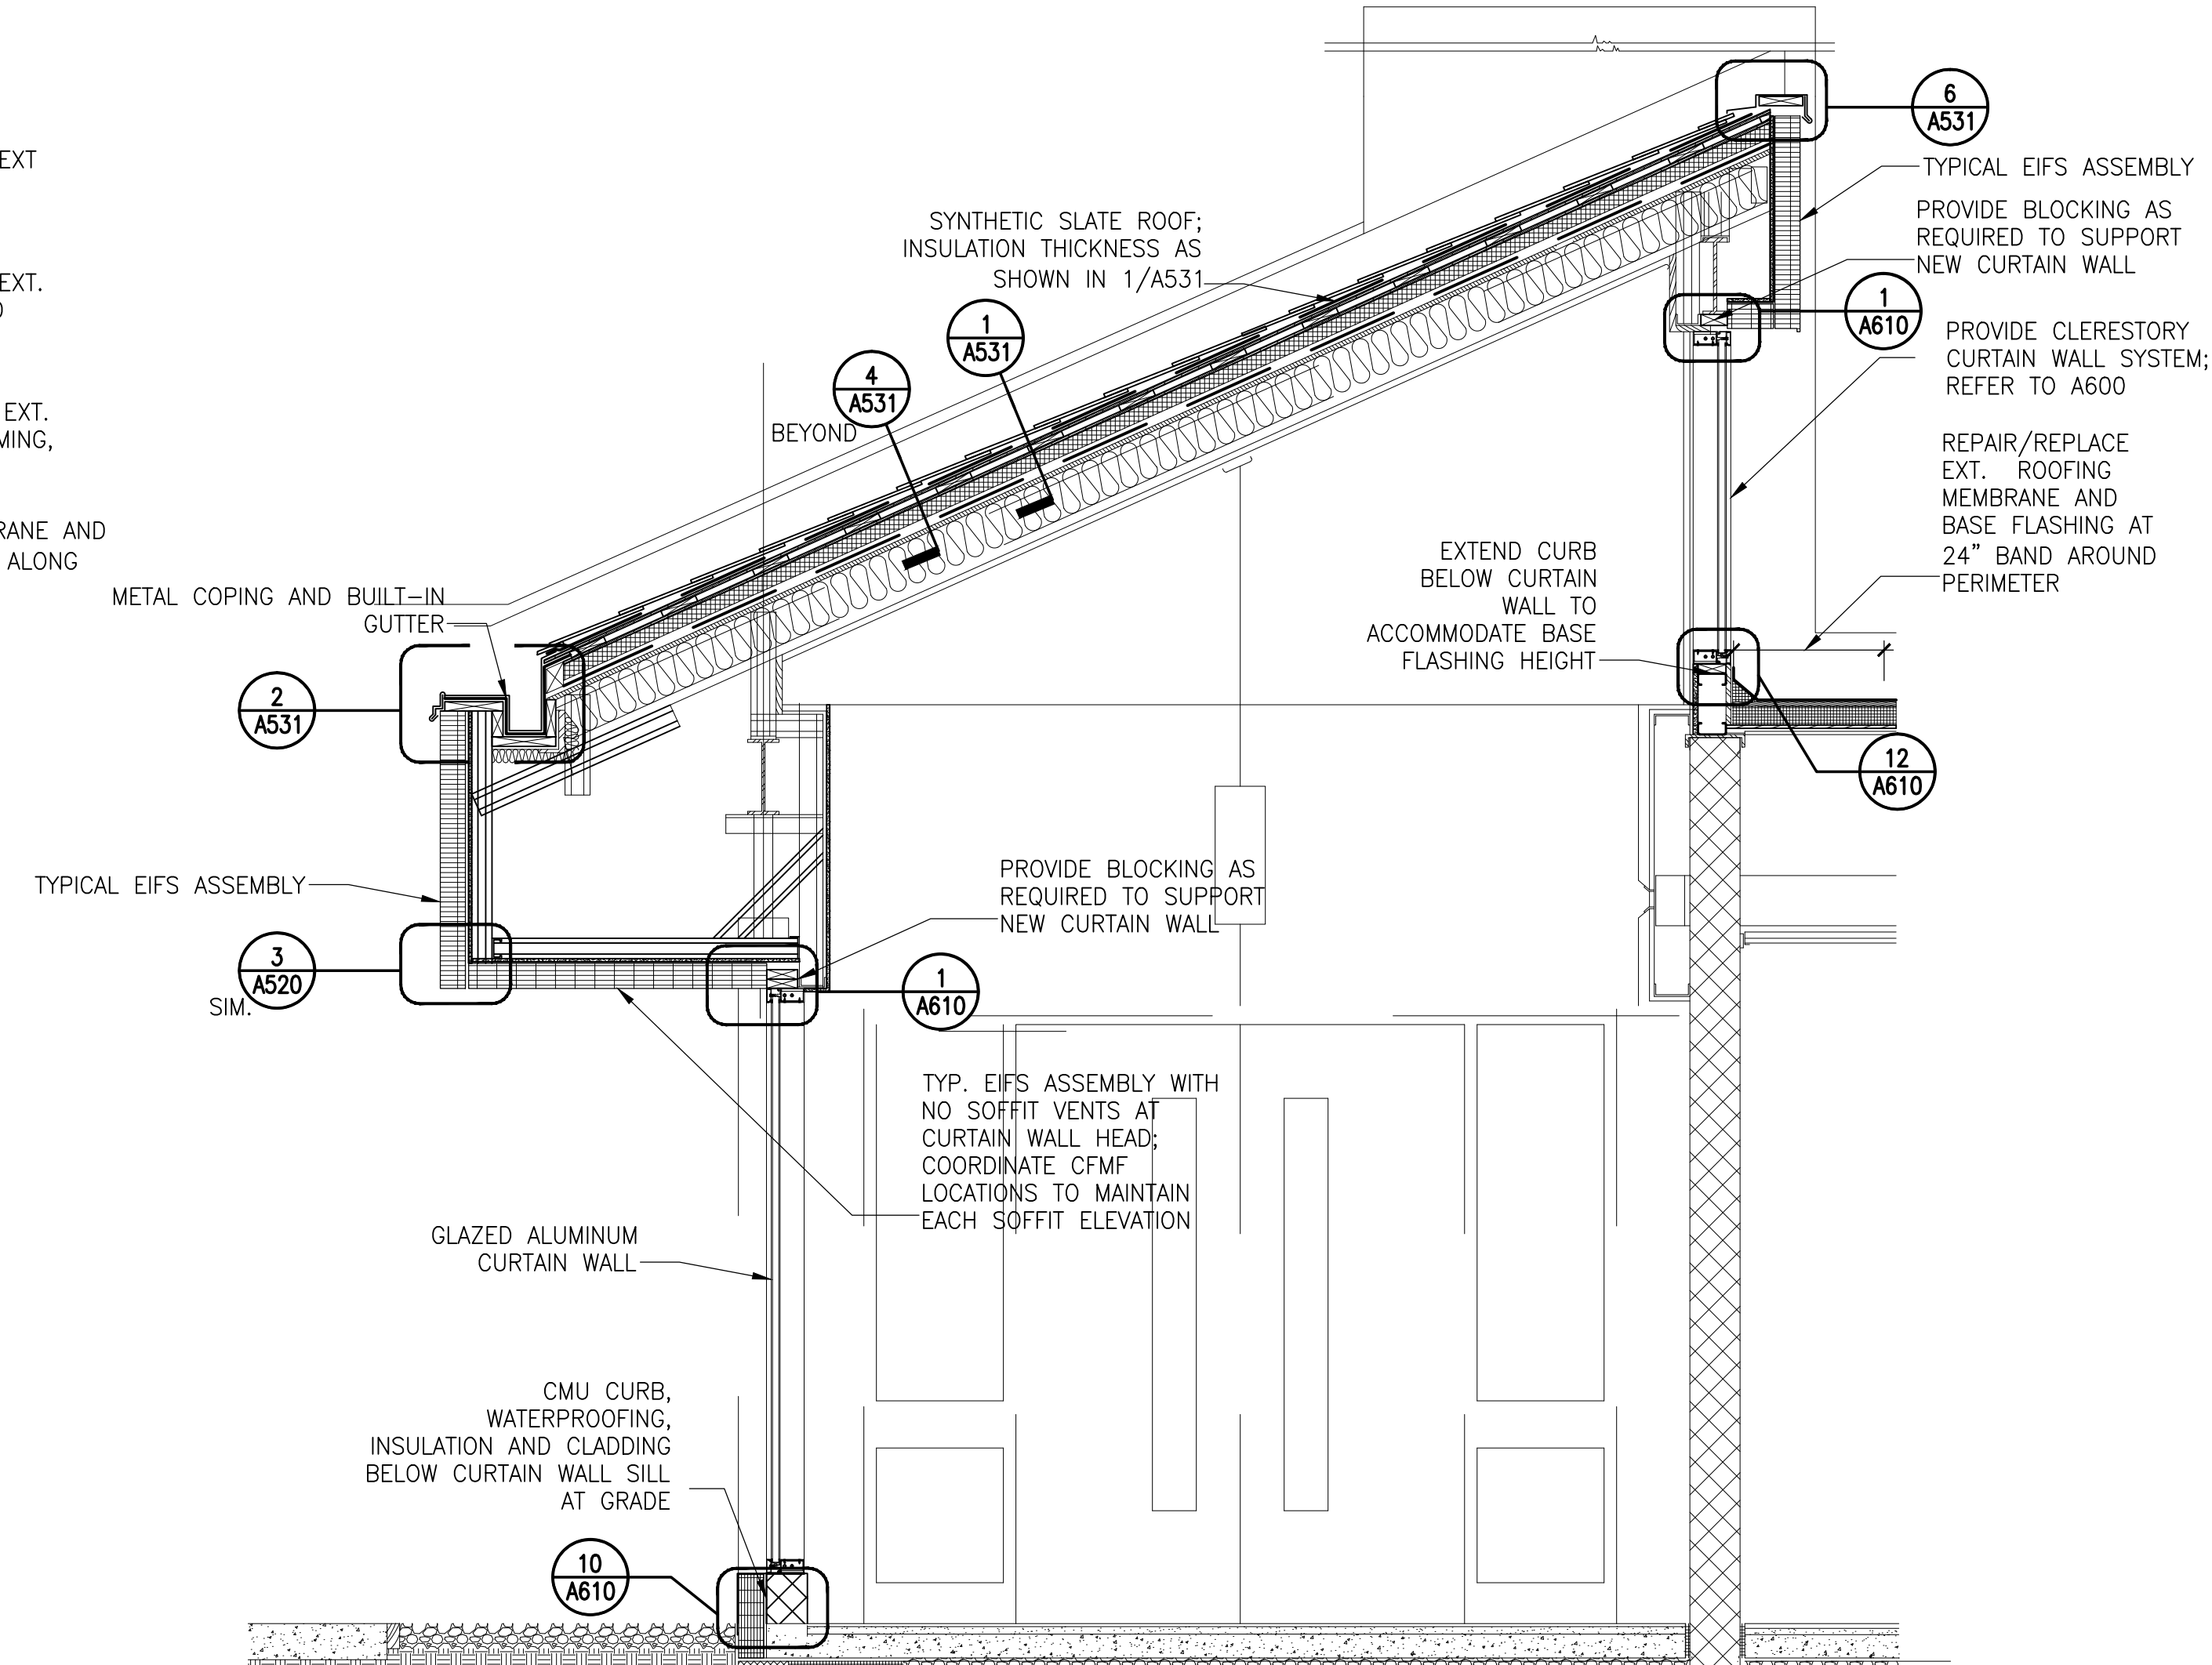 EXT
EXT.
EXT.
MING,
RANE AND
ALONG
6
A531
TYPICAL EIFS ASSEMBLY
PROVIDE BLOCKING AS
REQUIRED TO SUPPORT
NEW CURTAIN WALL
1
A610
PROVIDE CLERESTORY
CURTAIN WALL SYSTEM;
REFER TO A600
REPAIR/REPLACE
EXT. ROOFING
MEMBRANE AND
BASE FLASHING AT
24" BAND AROUND
PERIMETER
SYNTHETIC SLATE ROOF;
INSULATION THICKNESS AS
SHOWN IN 1/A531
1
A531
4
A531
BEYOND
METAL COPING AND BUILT-IN
GUTTER
2
A531
EXTEND CURB
BELOW CURTAIN
WALL TO
ACCOMMODATE BASE
FLASHING HEIGHT
12
A610
TYPICAL EIFS ASSEMBLY
3
A520
SIM.
PROVIDE BLOCKING AS
REQUIRED TO SUPPORT
NEW CURTAIN WALL
1
A610
TYP. EIFS ASSEMBLY WITH
NO SOFFIT VENTS AT
CURTAIN WALL HEAD;
COORDINATE CFMF
LOCATIONS TO MAINTAIN
EACH SOFFIT ELEVATION
GLAZED ALUMINUM
CURTAIN WALL
CMU CURB,
WATERPROOFING,
INSULATION AND CLADDING
BELOW CURTAIN WALL SILL
AT GRADE
10
A610